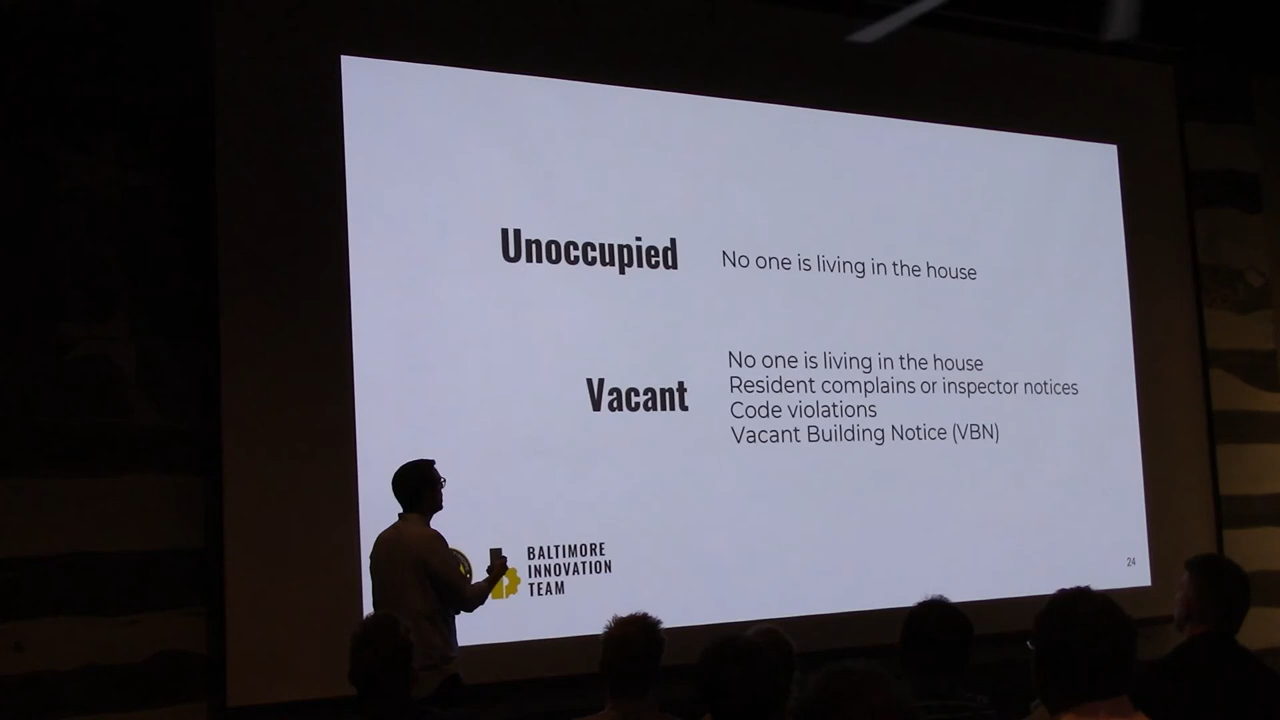 Unoccupied
No one is living in the house
Vacant
No one is living in the house
Resident complains or inspector notices
Code violations
Vacant Building Notice (VBN)
BALTIMORE
INNOVATION
TEAM
24